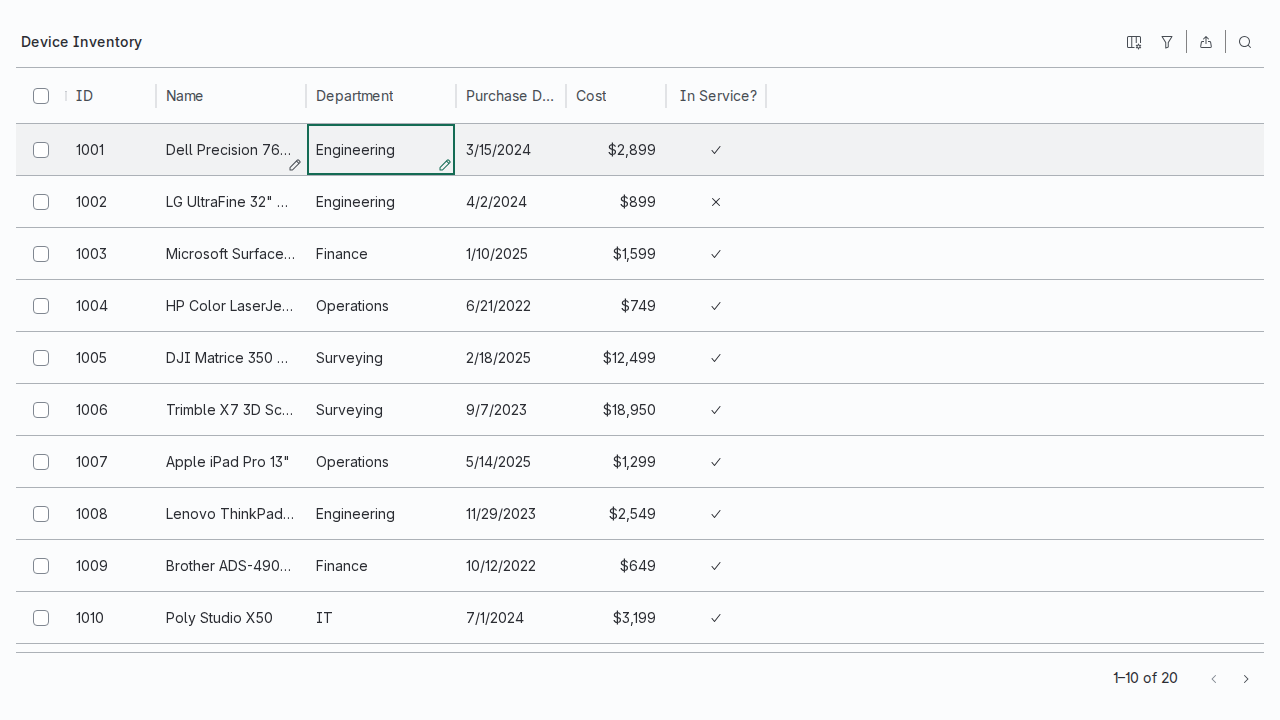 Device Inventory
ID Name Department Purchase D... Cost In Service?
1001 Dell Precision 76... Engineering 3/15/2024 $2,899
1002 LG UltraFine 32" ... Engineering 4/2/2024 $899
1003 Microsoft Surface... Finance 1/10/2025 $1,599
1004 HP Color LaserJe... Operations 6/21/2022 $749
1005 DJI Matrice 350 ... Surveying 2/18/2025 $12,499
1006 Trimble X7 3D Sc... Surveying 9/7/2023 $18,950
1007 Apple iPad Pro 13" Operations 5/14/2025 $1,299
1008 Lenovo ThinkPad... Engineering 11/29/2023 $2,549
1009 Brother ADS-490... Finance 10/12/2022 $649
1010 Poly Studio X50 IT 7/1/2024 $3,199
1–10 of 20